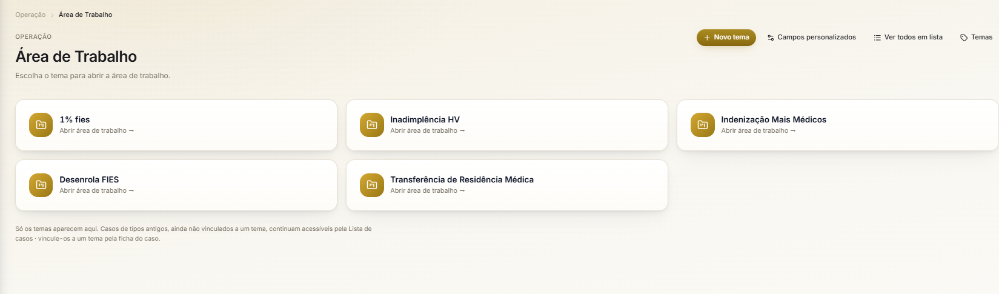 Operação › Área de Trabalho
OPERAÇÃO
Área de Trabalho
Escolha o tema para abrir a área de trabalho.
+ Novo tema
Campos personalizados
Ver todos em lista
Temas
1% fies
Abrir área de trabalho →
Inadimplência HV
Abrir área de trabalho →
Indenização Mais Médicos
Abrir área de trabalho →
Desenrola FIES
Abrir área de trabalho →
Transferência de Residência Médica
Abrir área de trabalho →
Só os temas aparecem aqui. Casos de tipos antigos, ainda não vinculados a um tema, continuam acessíveis pela Lista de
casos · vincule-os a um tema pela ficha do caso.